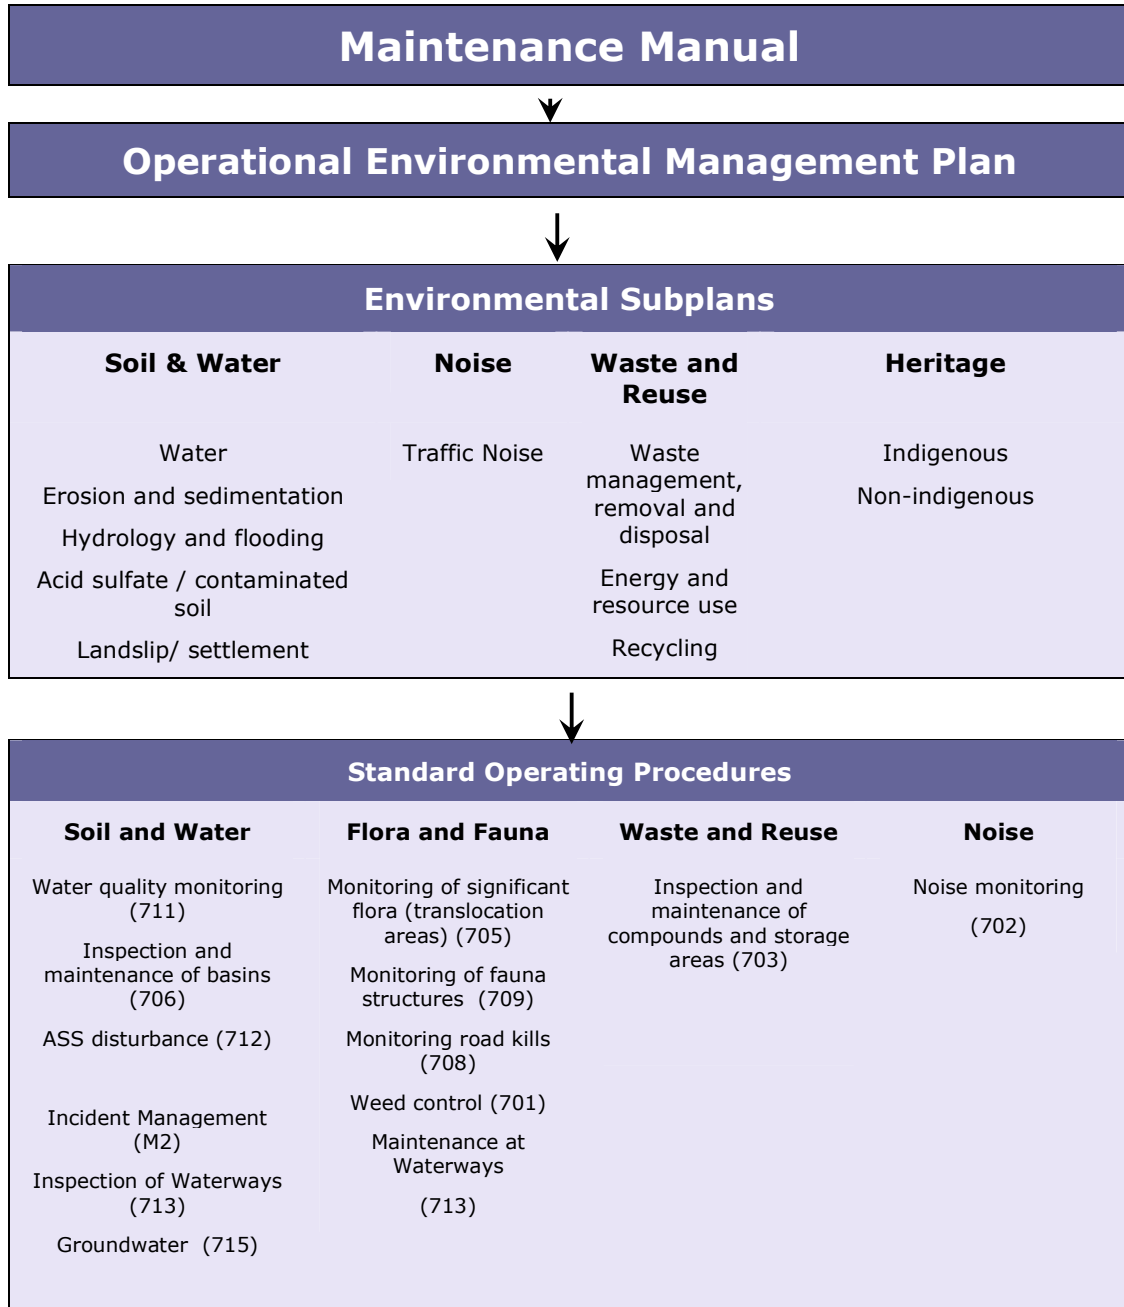 Maintenance Manual
Operational Environmental Management Plan
Environmental Subplans
Soil & Water
Water
Erosion and sedimentation
Hydrology and flooding
Acid sulfate / contaminated
soil
Landslip/ settlement
Noise
Traffic Noise
Waste and
Reuse
Waste
management,
removal and
disposal
Energy and
resource use
Recycling
Heritage
Indigenous
Non-indigenous
Standard Operating Procedures
Soil and Water
Water quality monitoring
(711)
Inspection and
maintenance of basins
(706)
ASS disturbance (712)
Incident Management
(M2)
Inspection of Waterways
(713)
Groundwater (715)
Flora and Fauna
Monitoring of significant
flora (translocation
areas) (705)
Monitoring of fauna
structures (709)
Monitoring road kills
(708)
Weed control (701)
Maintenance at
Waterways
(713)
Waste and Reuse
Inspection and
maintenance of
compounds and storage
areas (703)
Noise
Noise monitoring
(702)